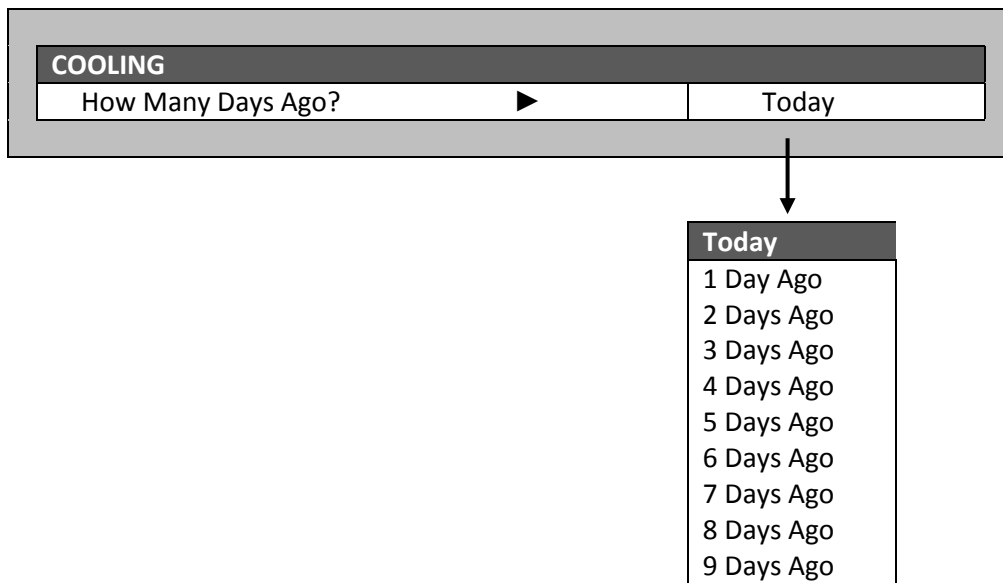 COOLING
How Many Days Ago? ► Today
Today
1 Day Ago
2 Days Ago
3 Days Ago
4 Days Ago
5 Days Ago
6 Days Ago
7 Days Ago
8 Days Ago
9 Days Ago